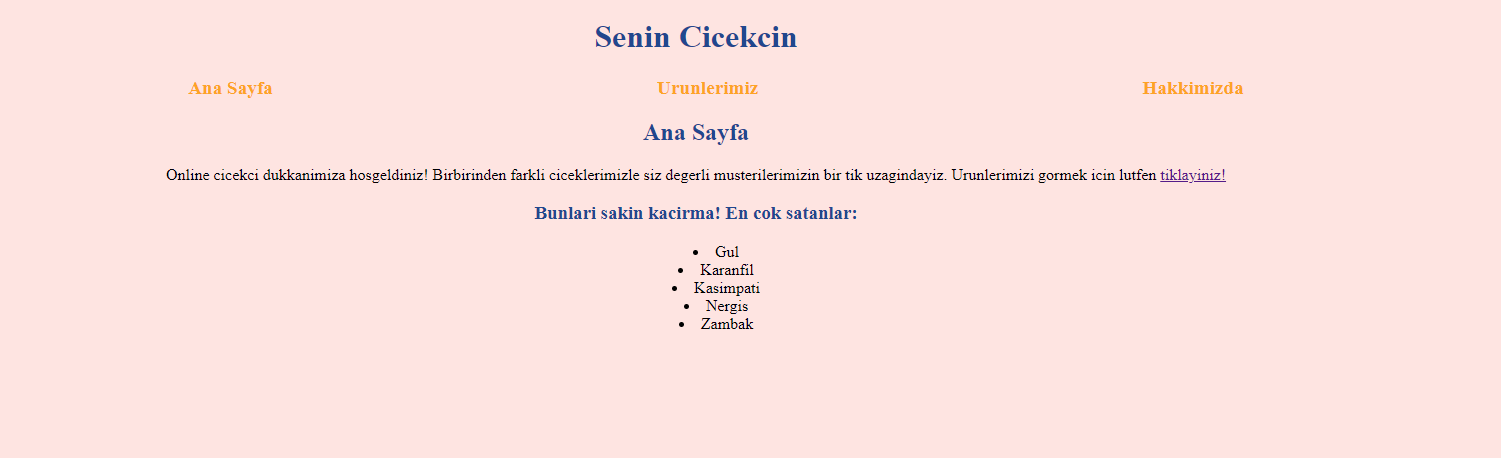 Senin Cicekcin
Ana Sayfa Urunlerimiz Hakkimizda
Ana Sayfa
Online cicekci dukkanimiza hosgeldiniz! Birbirinden farkli ciceklerimizle siz degerli musterilerimizin bir tik uzagindayiz. Urunlerimizi gormek icin lutfen tiklayiniz!
Bunlari sakin kacirma! En cok satanlar:
• Gul
• Karanfil
• Kasimpati
• Nergis
• Zambak